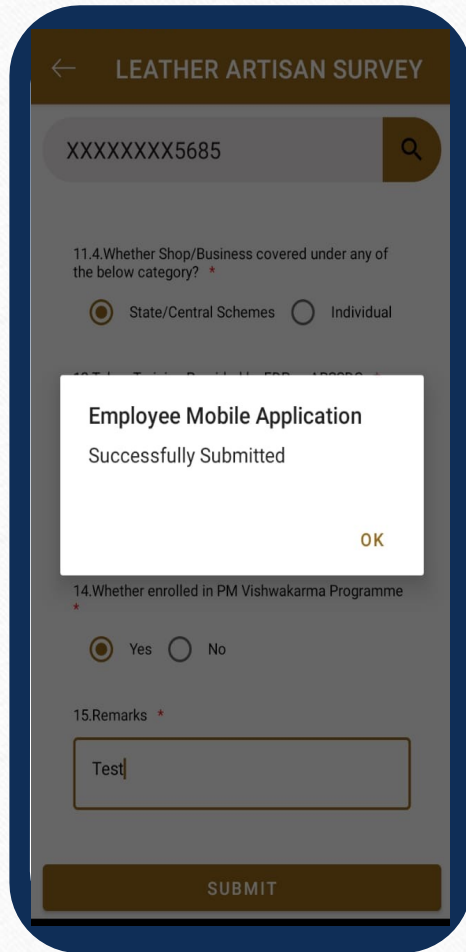 LEATHER ARTISAN SURVEY
XXXXXXXX5685
11.4.Whether Shop/Business covered under any of
the below category? *
State/Central Schemes Individual
Employee Mobile Application
Successfully Submitted
OK
14.Whether enrolled in PM Vishwakarma Programme
*
Yes No
15.Remarks *
Test
SUBMIT